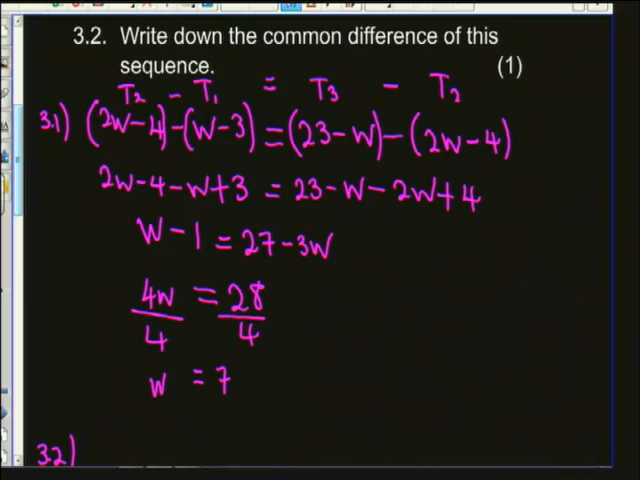 3.2. Write down the common difference of this
sequence. (1)
T2 - T1 = T3 - T2
3.1) (2w-4)-(w-3)=(23-w)-(2w-4)
2w-4-w+3=23-w-2w+4
w-1=27-3w
4w/4 = 28/4
w = 7
3.2)